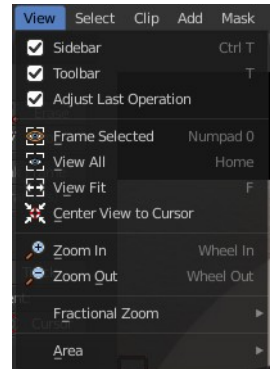 View Select Clip Add Mask
Sidebar Ctrl T
Toolbar T
Adjust Last Operation
Frame Selected Numpad 0
View All Home
View Fit F
Center View to Cursor
Zoom In Wheel In
Zoom Out Wheel Out
Fractional Zoom
Area